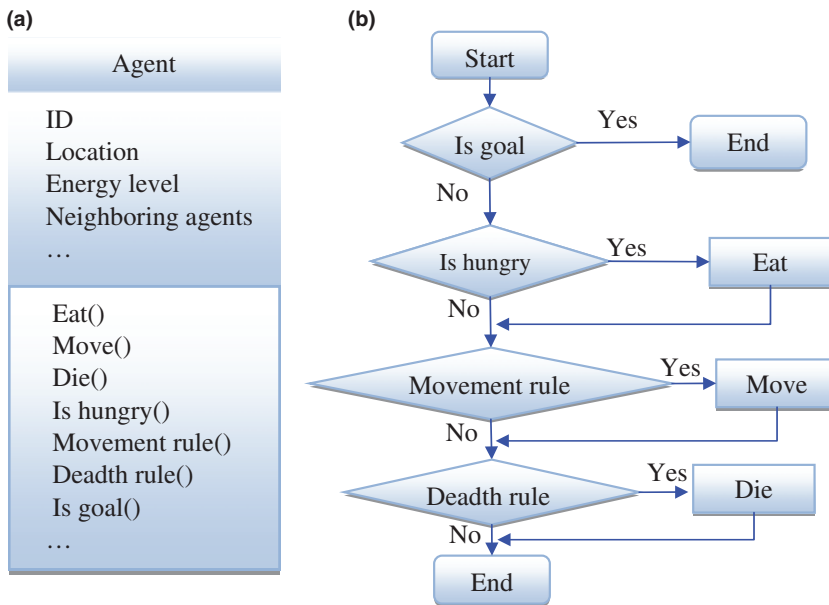 (a)
Agent
ID
Location
Energy level
Neighboring agents
…
Eat()
Move()
Die()
Is hungry()
Movement rule()
Deadth rule()
Is goal()
…
(b)
Start
Is goal
Yes
End
No
Is hungry
Yes
Eat
No
Movement rule
Yes
Move
No
Deadth rule
Yes
Die
No
End